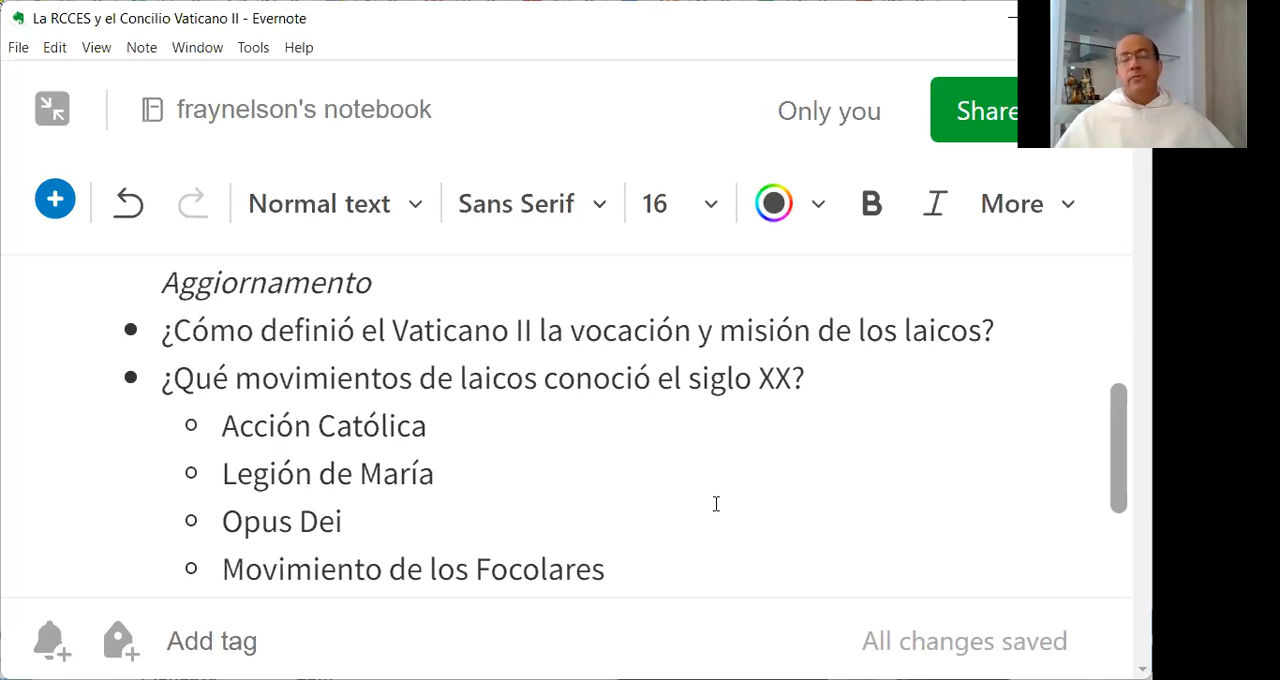 La RCCES y el Concilio Vaticano II - Evernote
File Edit View Note Window Tools Help
fraynelson's notebook
Only you
Share
Normal text
Sans Serif
16
B
I
More
Aggiornamento
¿Cómo definió el Vaticano II la vocación y misión de los laicos?
¿Qué movimientos de laicos conoció el siglo XX?
Acción Católica
Legión de María
Opus Dei
Movimiento de los Focolares
Add tag
All changes saved